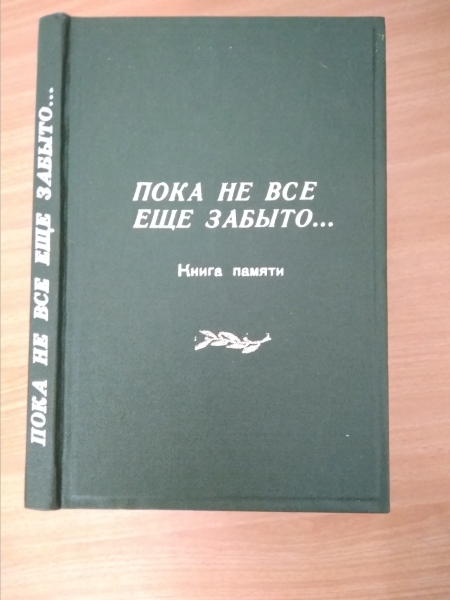 ПОКА НЕ ВСЕ ЕЩЕ ЗАБЫТО...
ПОКА НЕ ВСЕ
ЕЩЕ ЗАБЫТО...
Книга памяти